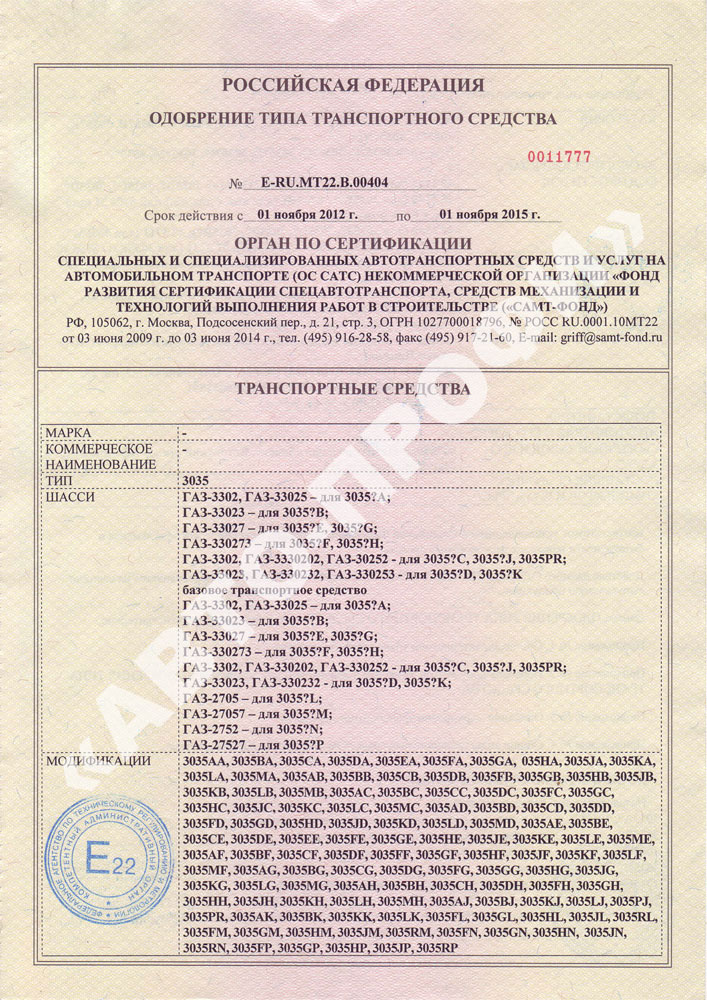 РОССИЙСКАЯ ФЕДЕРАЦИЯ
ОДОБРЕНИЕ ТИПА ТРАНСПОРТНОГО СРЕДСТВА
0011777
№ E-RU.MT22.B.00404
Срок действия с 01 ноября 2012 г. по 01 ноября 2015 г.
ОРГАН ПО СЕРТИФИКАЦИИ
СПЕЦИАЛЬНЫХ И СПЕЦИАЛИЗИРОВАННЫХ АВТОТРАНСПОРТНЫХ СРЕДСТВ И УСЛУГ НА
АВТОМОБИЛЬНОМ ТРАНСПОРТЕ (ОС САТС) НЕКОММЕРЧЕСКОЙ ОРГАНИЗАЦИИ «ФОНД
РАЗВИТИЯ СЕРТИФИКАЦИИ СПЕЦАВТОТРАНСПОРТА, СРЕДСТВ МЕХАНИЗАЦИИ И
ТЕХНОЛОГИЙ ВЫПОЛНЕНИЯ РАБОТ В СТРОИТЕЛЬСТВЕ («САМТ-ФОНД»)
РФ, 105062, г. Москва, Подсосенский пер., д. 21, стр. 3, ОГРН 1027700018796, № РОСС RU.0001.10МТ22
от 03 июня 2009 г. до 03 июня 2014 г., тел. (495) 916-28-58, факс (495) 917-21-60, E-mail: griff@samt-fond.ru
ТРАНСПОРТНЫЕ СРЕДСТВА
МАРКА -
КОММЕРЧЕСКОЕ -
НАИМЕНОВАНИЕ
ТИП 3035
ШАССИ ГАЗ-3302, ГАЗ-33025 – для 3035?A;
ГАЗ-33023 – для 3035?B;
ГАЗ-33027 – для 3035?E, 3035?G;
ГАЗ-330273 – для 3035?F, 3035?H;
ГАЗ-3302, ГАЗ-3330202, ГАЗ-30252 - для 3035?C, 3035?J, 3035PR;
ГАЗ-33023, ГАЗ-330232, ГАЗ-330253 - для 3035?D, 3035?K
базовое транспортное средство
ГАЗ-3302, ГАЗ-33025 – для 3035?A;
ГАЗ-33023 – для 3035?B;
ГАЗ-33027 – для 3035?E, 3035?G;
ГАЗ-330273 – для 3035?F, 3035?H;
ГАЗ-3302, ГАЗ-330202, ГАЗ-330252 - для 3035?C, 3035?J, 3035PR;
ГАЗ-33023, ГАЗ-330232 - для 3035?D, 3035?K;
ГАЗ-2705 – для 3035?L;
ГАЗ-27057 – для 3035?M;
ГАЗ-2752 – для 3035?N;
ГАЗ-27527 – для 3035?P
МОДИФИКАЦИИ 3035AA, 3035BA, 3035CA, 3035DA, 3035EA, 3035FA, 3035GA, 035HA, 3035JA, 3035KA,
3035LA, 3035MA, 3035AB, 3035BB, 3035CB, 3035DB, 3035FB, 3035GB, 3035HB, 3035JB,
3035KB, 3035LB, 3035MB, 3035AC, 3035BC, 3035CC, 3035DC, 3035FC, 3035GC,
3035HC, 3035JC, 3035KC, 3035LC, 3035MC, 3035AD, 3035BD, 3035CD, 3035DD,
3035FD, 3035GD, 3035HD, 3035JD, 3035KD, 3035LD, 3035MD, 3035AE, 3035BE,
3035CE, 3035DE, 3035EE, 3035FE, 3035GE, 3035HE, 3035JE, 3035KE, 3035LE, 3035ME,
3035AF, 3035BF, 3035CF, 3035DF, 3035FF, 3035GF, 3035HF, 3035JF, 3035KF, 3035LF,
3035MF, 3035AG, 3035BG, 3035CG, 3035DG, 3035FG, 3035GG, 3035HG, 3035JG,
3035KG, 3035LG, 3035MG, 3035AH, 3035BH, 3035CH, 3035DH, 3035FH, 3035GH,
3035HH, 3035JH, 3035KH, 3035LH, 3035MH, 3035AJ, 3035BJ, 3035KJ, 3035LJ, 3035PJ,
3035PR, 3035AK, 3035BK, 3035KK, 3035LK, 3035FL, 3035GL, 3035HL, 3035JL, 3035RL,
3035FM, 3035GM, 3035HM, 3035JM, 3035RM, 3035FN, 3035GN, 3035HN, 3035JN,
3035RN, 3035FP, 3035GP, 3035HP, 3035JP, 3035RP
ФЕДЕРАЛЬНОЕ АГЕНТСТВО ПО ТЕХНИЧЕСКОМУ РЕГУЛИРОВАНИЮ И МЕТРОЛОГИИ
КОМПЕТЕНТНЫЙ АДМИНИСТРАТИВНЫЙ ОРГАН
E22